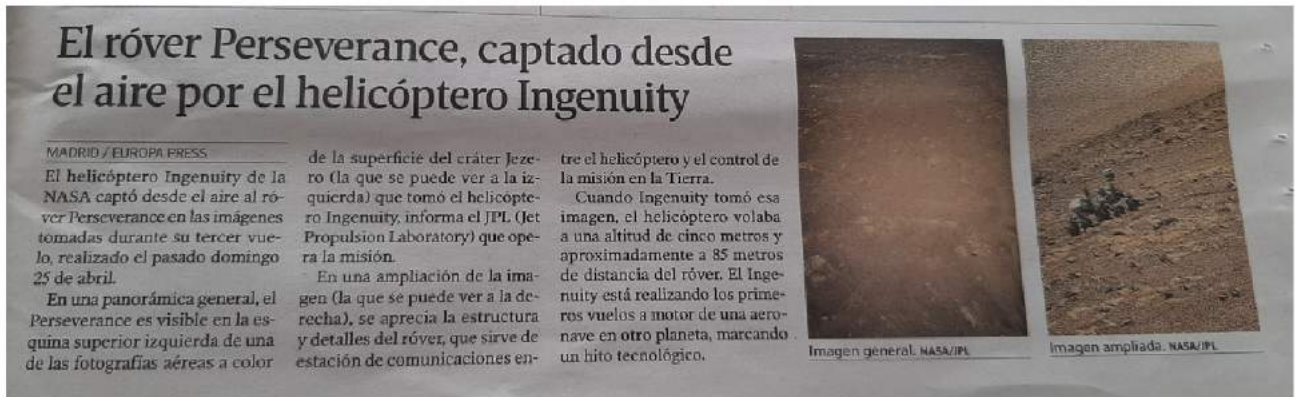 El róver Perseverance, captado desde
el aire por el helicóptero Ingenuity
MADRID / EUROPA PRESS
El helicóptero Ingenuity de la
NASA captó desde el aire al ró-
ver Perseverance en las imágenes
tomadas durante su tercer vue-
lo, realizado el pasado domingo
25 de abril.
En una panorámica general, el
Perseverance es visible en la es-
quina superior izquierda de una
de las fotografías aéreas a color
de la superficie del cráter Jeze-
ro (la que se puede ver a la iz-
quierda) que tomó el helicópte-
ro Ingenuity, informa el JPL (Jet
Propulsion Laboratory) que ope-
ra la misión.
En una ampliación de la ima-
gen (la que se puede ver a la de-
recha), se aprecia la estructura
y detalles del róver, que sirve de
estación de comunicaciones en-
tre el helicóptero y el control de
la misión en la Tierra.
Cuando Ingenuity tomó esa
imagen, el helicóptero volaba
a una altitud de cinco metros y
aproximadamente a 85 metros
de distancia del róver. El Inge-
nuity está realizando los prime-
ros vuelos a motor de una aero-
nave en otro planeta, marcando
un hito tecnológico.
Imagen general. NASA/JPL
Imagen ampliada. NASA/JPL